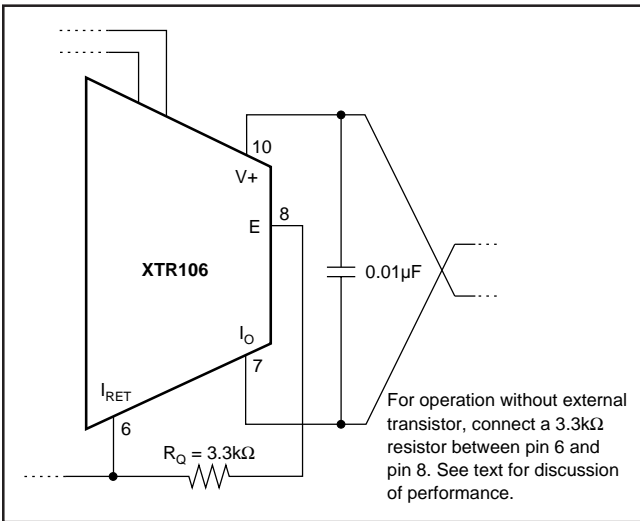 10
V+
8
E
XTR106
0.01µF
I_O
7
I_RET
6
R_Q = 3.3kΩ
For operation without external
transistor, connect a 3.3kΩ
resistor between pin 6 and
pin 8. See text for discussion
of performance.